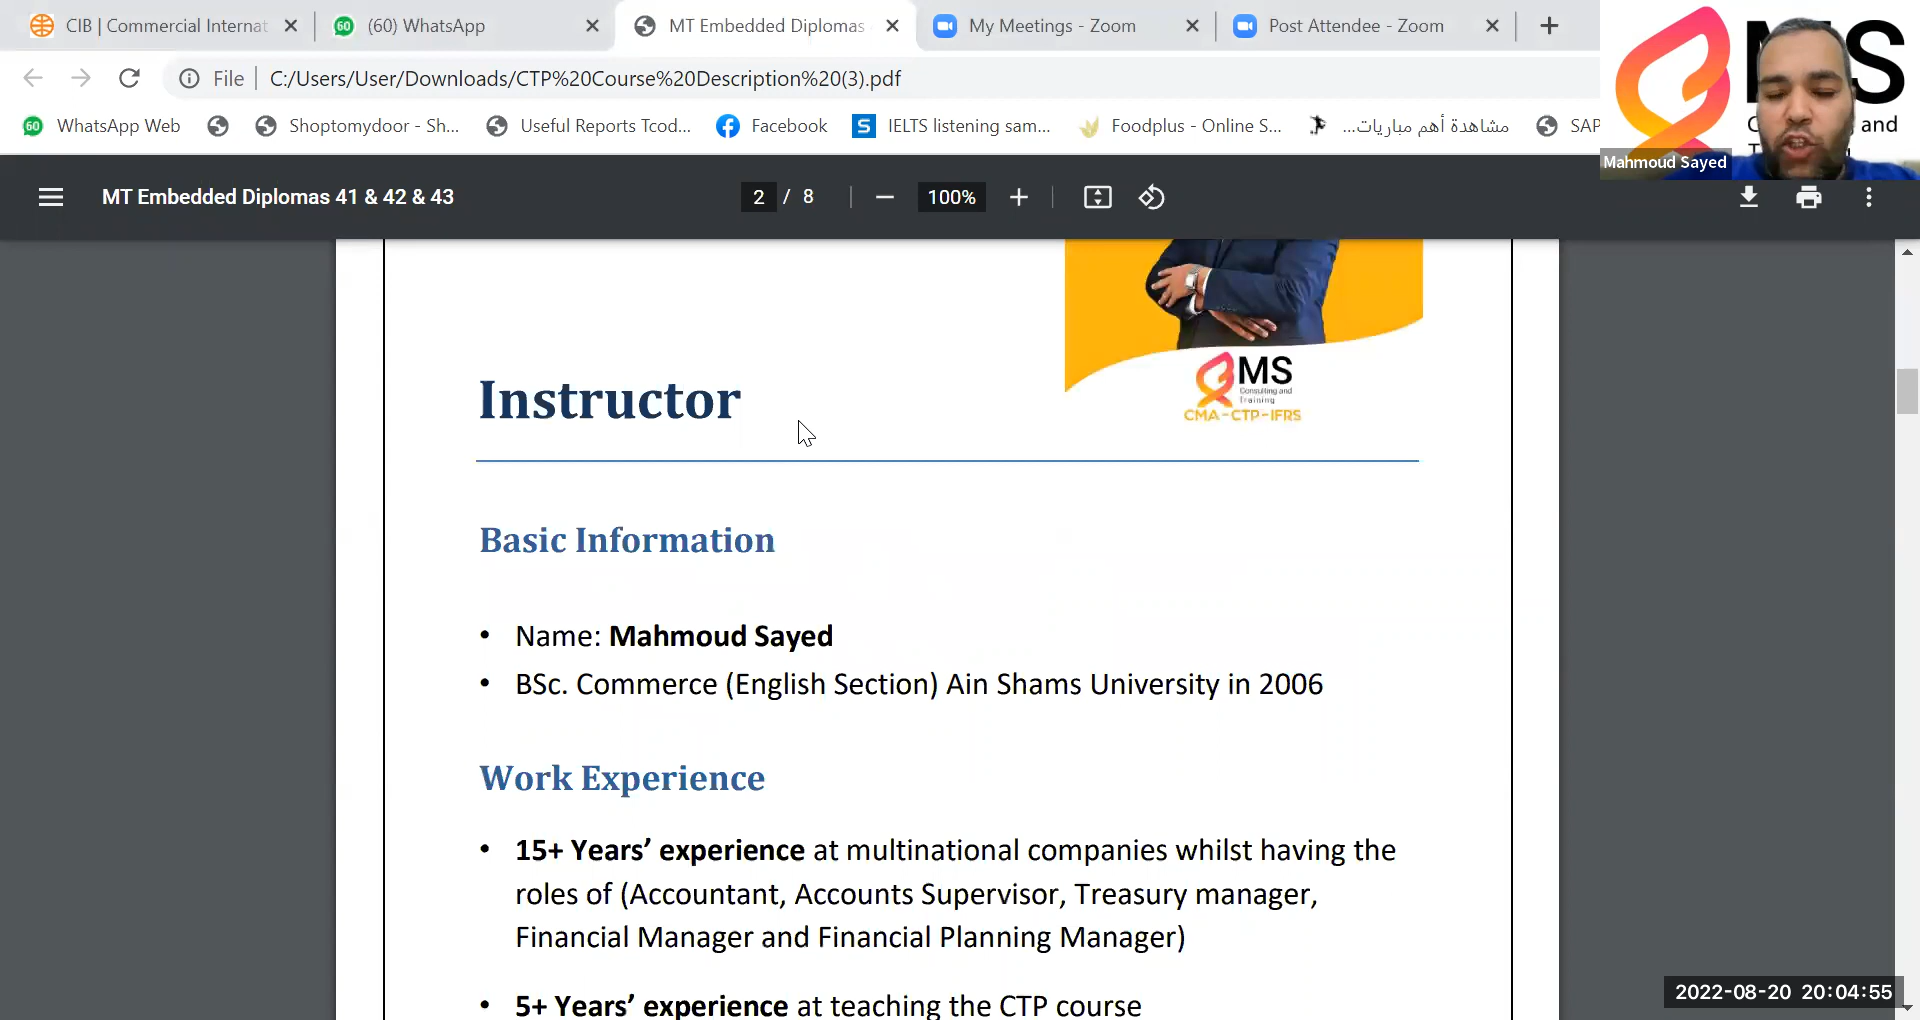 CIB | Commercial Internat
(60) WhatsApp
MT Embedded Diplomas
My Meetings - Zoom
Post Attendee - Zoom
File
C:/Users/User/Downloads/CTP%20Course%20Description%20(3).pdf
60
WhatsApp Web
Shoptomydoor - Sh...
Useful Reports Tcod...
Facebook
IELTS listening sam...
Foodplus - Online S...
مشاهدة أهم مباريات...
SAP
MS
and
Mahmoud Sayed
MT Embedded Diplomas 41 & 42 & 43
2 / 8
100%
MS
Consulting and
Training
CMA-CTP-IFRS
Instructor
Basic Information
• Name: Mahmoud Sayed
• BSc. Commerce (English Section) Ain Shams University in 2006
Work Experience
• 15+ Years’ experience at multinational companies whilst having the
roles of (Accountant, Accounts Supervisor, Treasury manager,
Financial Manager and Financial Planning Manager)
• 5+ Years’ experience at teaching the CTP course
2022-08-20 20:04:55